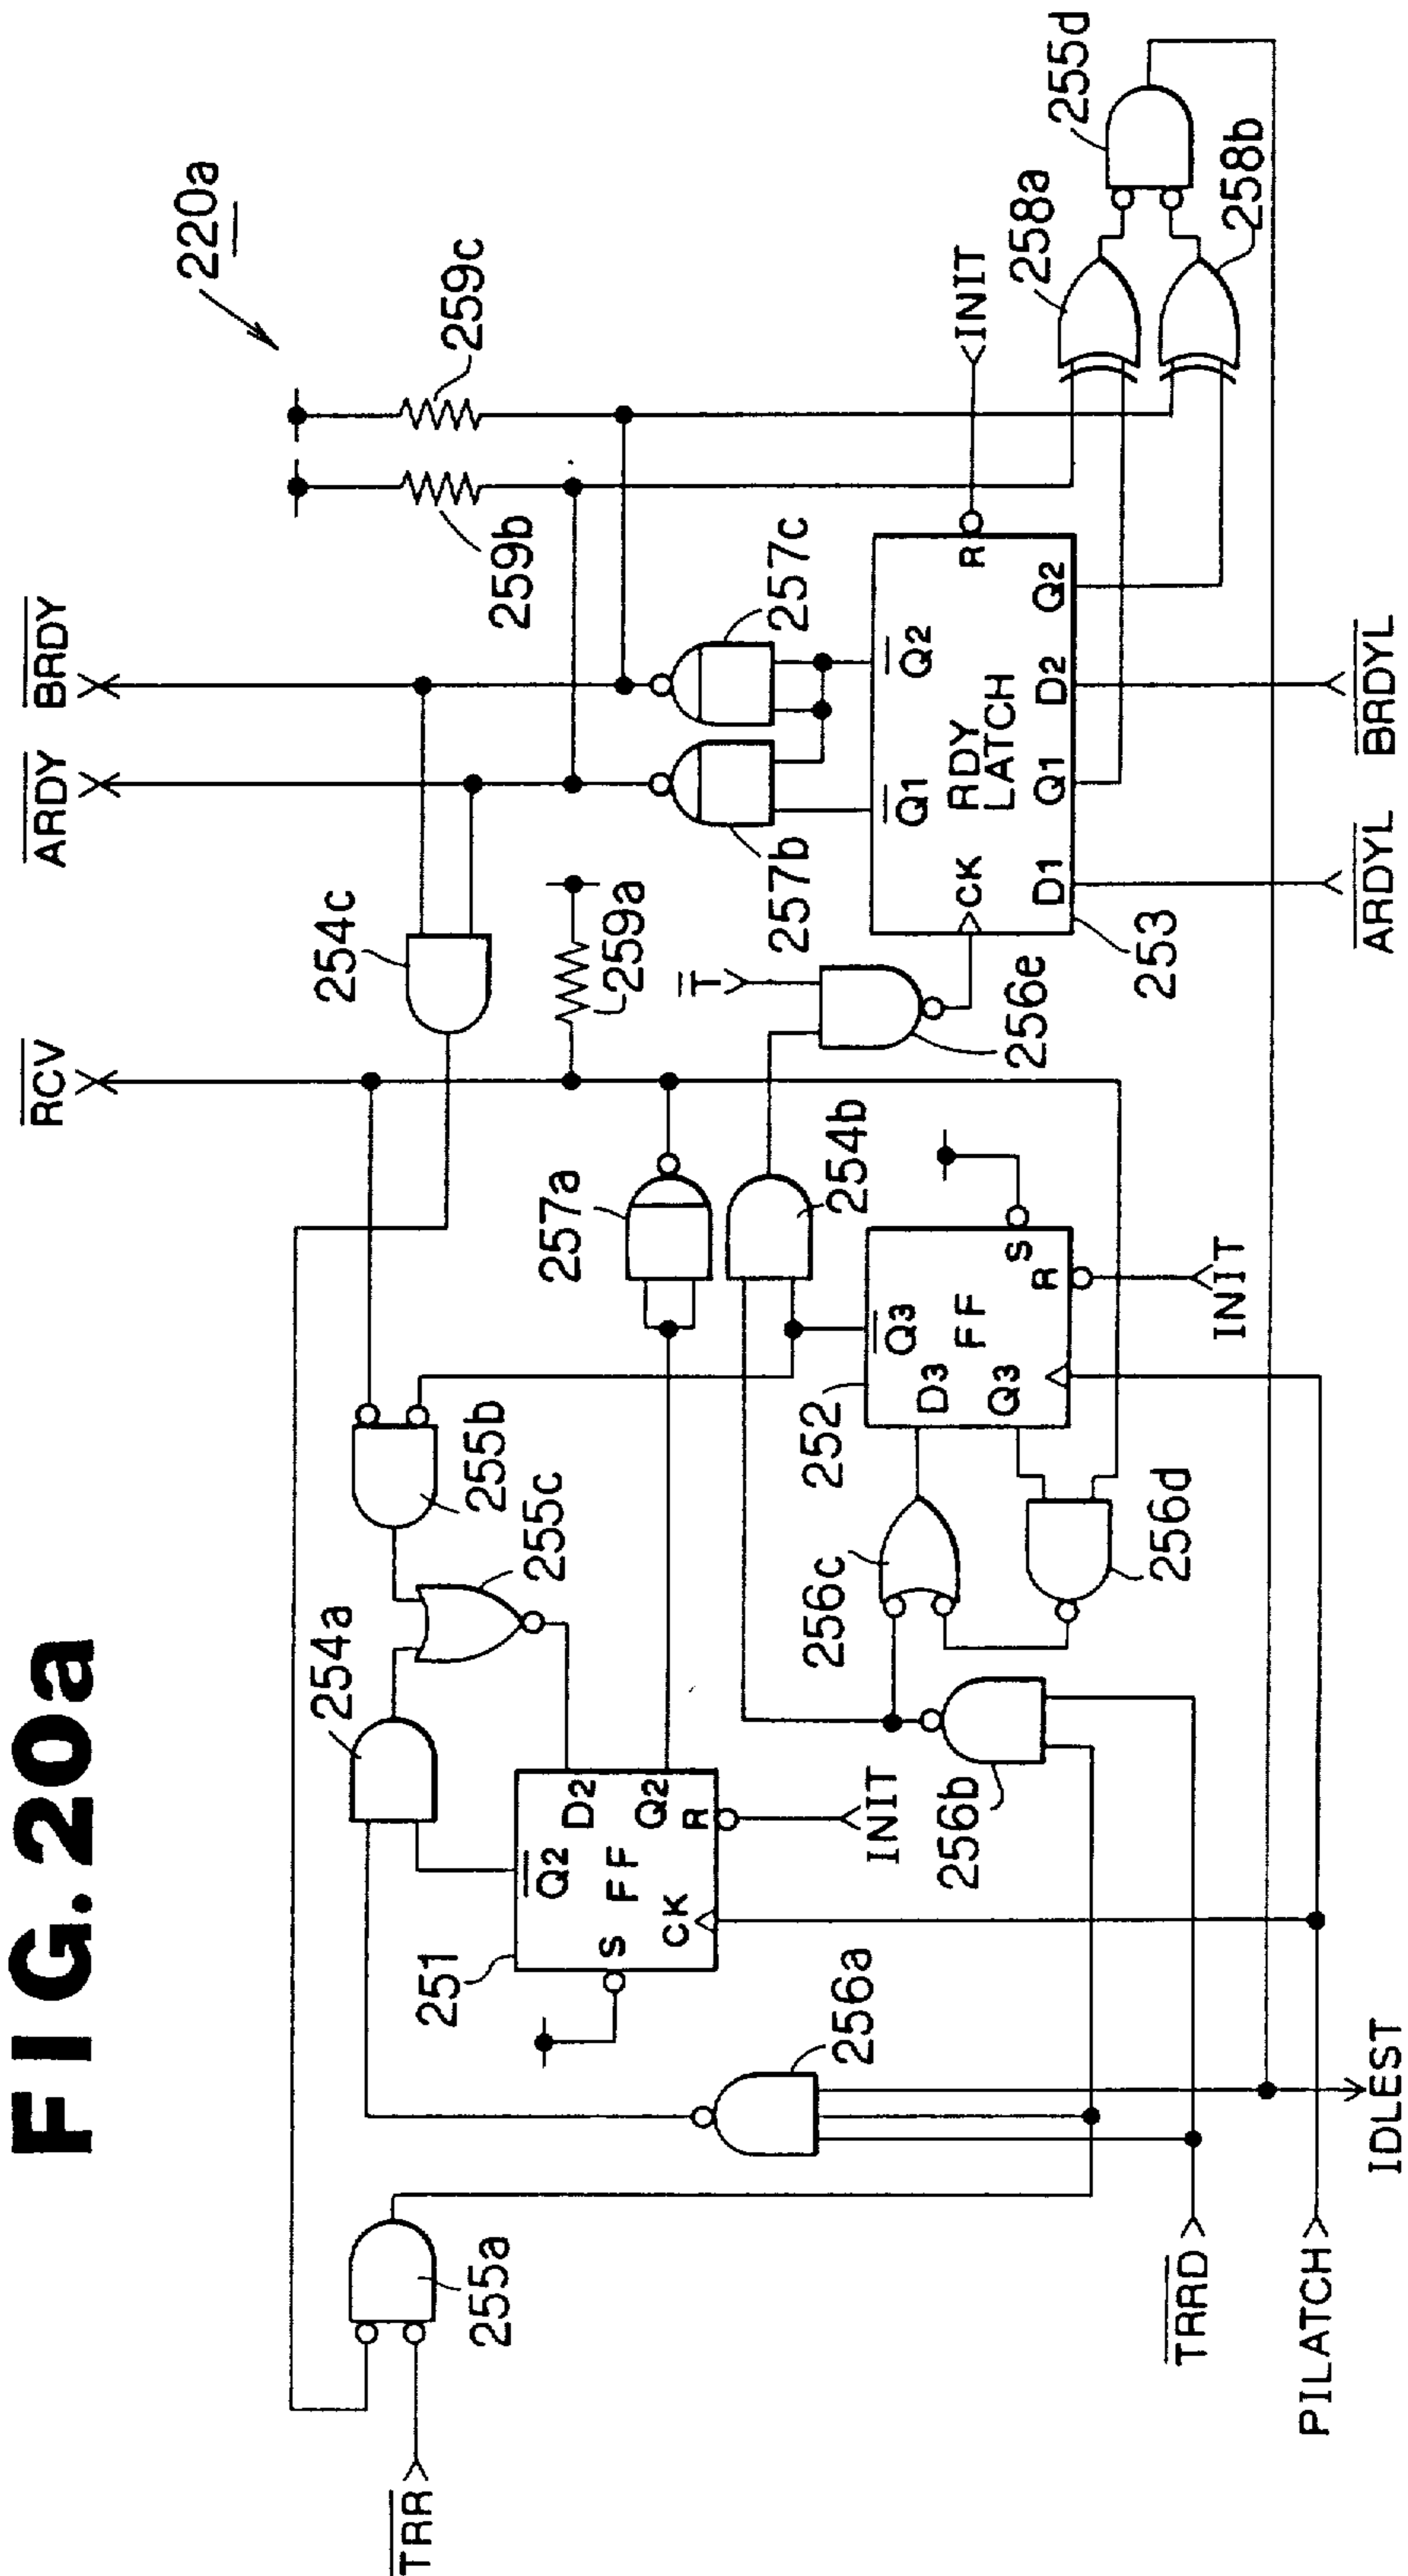 FIG. 20a
220a
TRR
TRRD
PILATCH
IDLEST
255a
256a
251
S
FF
CK
Q2
D2
Q2
R
INIT
254a
255c
255b
256b
256c
256d
252
D3
Q3
Q3
FF
S
R
INIT
257a
254b
RCV
254c
259a
T
256e
253
ARDY
BRDY
257b
257c
259b
259c
CK
Q1
Q2
RDY
LATCH
D1
Q1
D2
Q2
R
INIT
ARDYL
BRDYL
258a
258b
255d